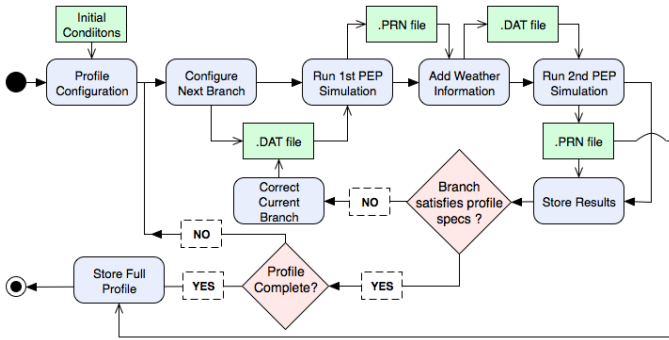 Initial
Condiitons
.PRN file
.DAT file
Profile
Configuration
Configure
Next Branch
Run 1st PEP
Simulation
Add Weather
Information
Run 2nd PEP
Simulation
.DAT file
.PRN file
Correct
Current
Branch
NO
Branch
satisfies profile
specs ?
Store Results
NO
Store Full
Profile
YES
Profile
Complete?
YES